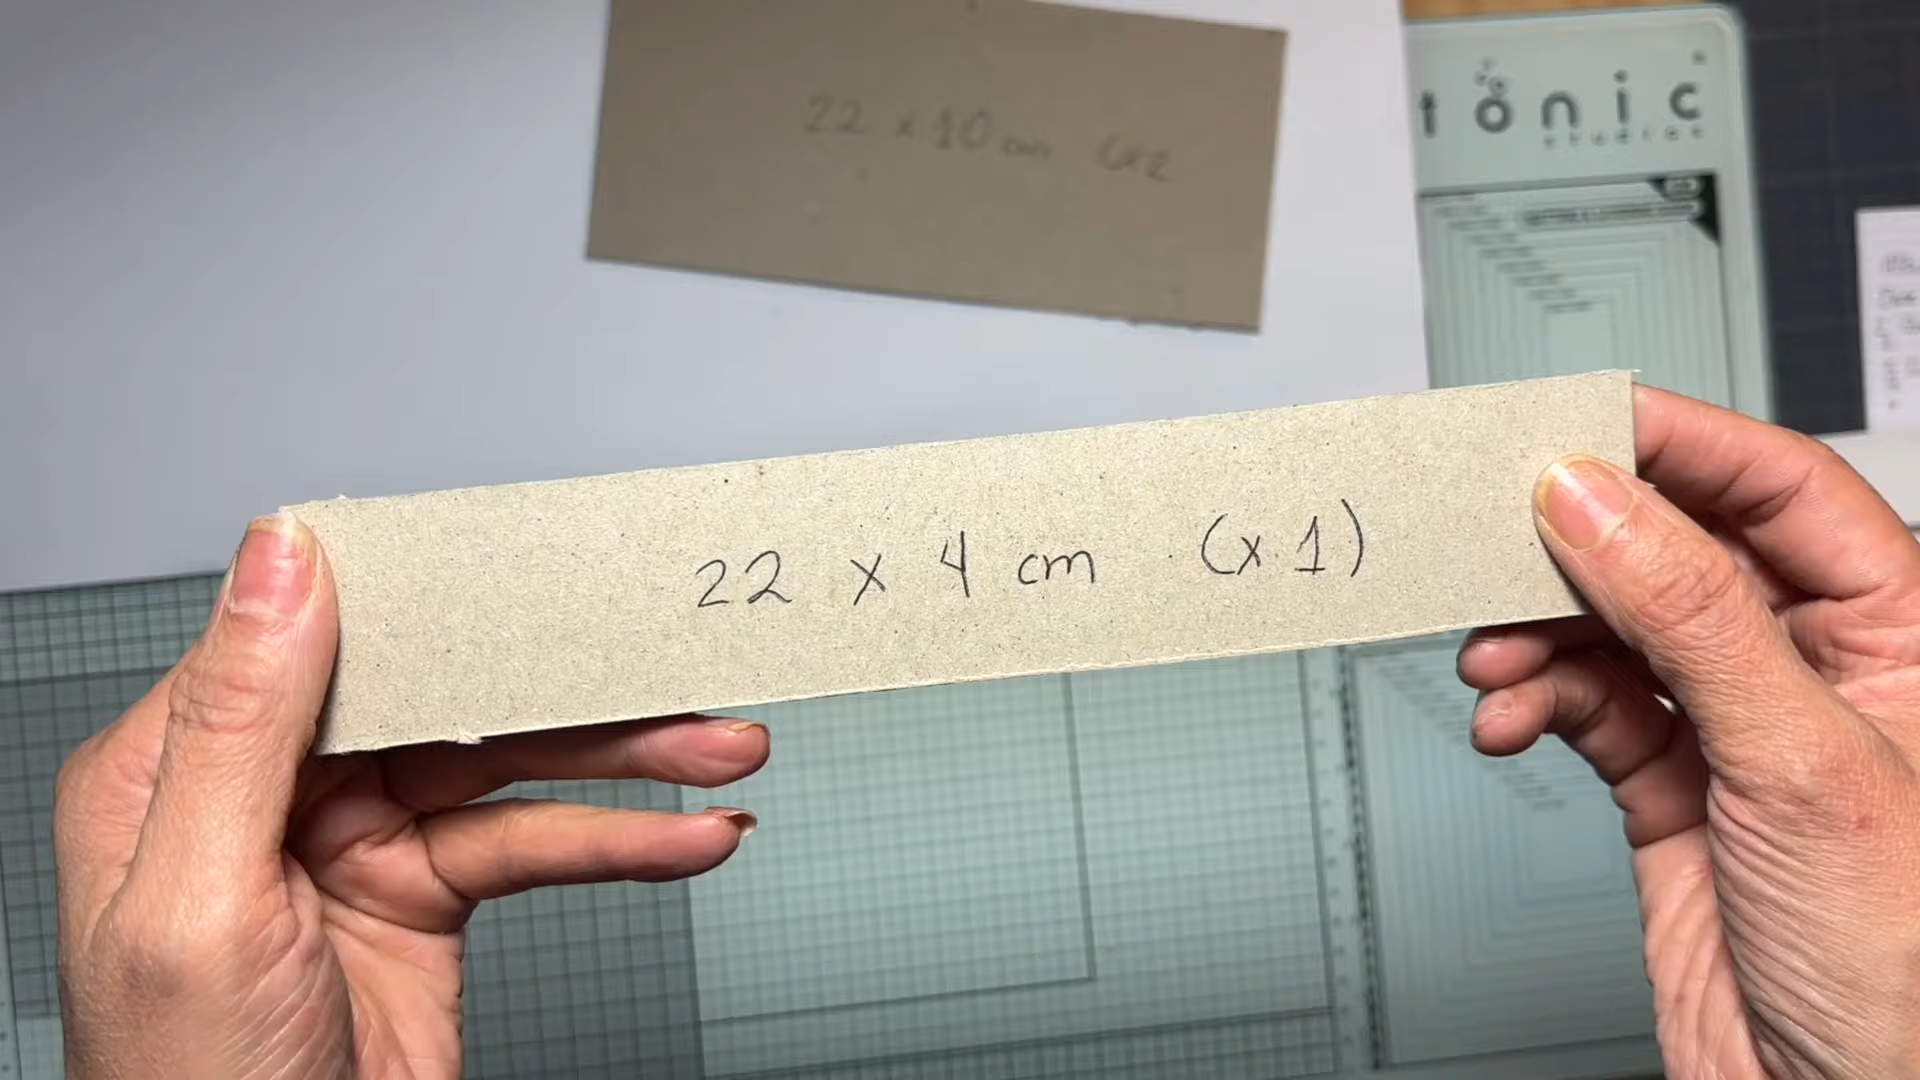 22 x 10 cm (x2
tonic
studios
22 x 4 cm (x 1)